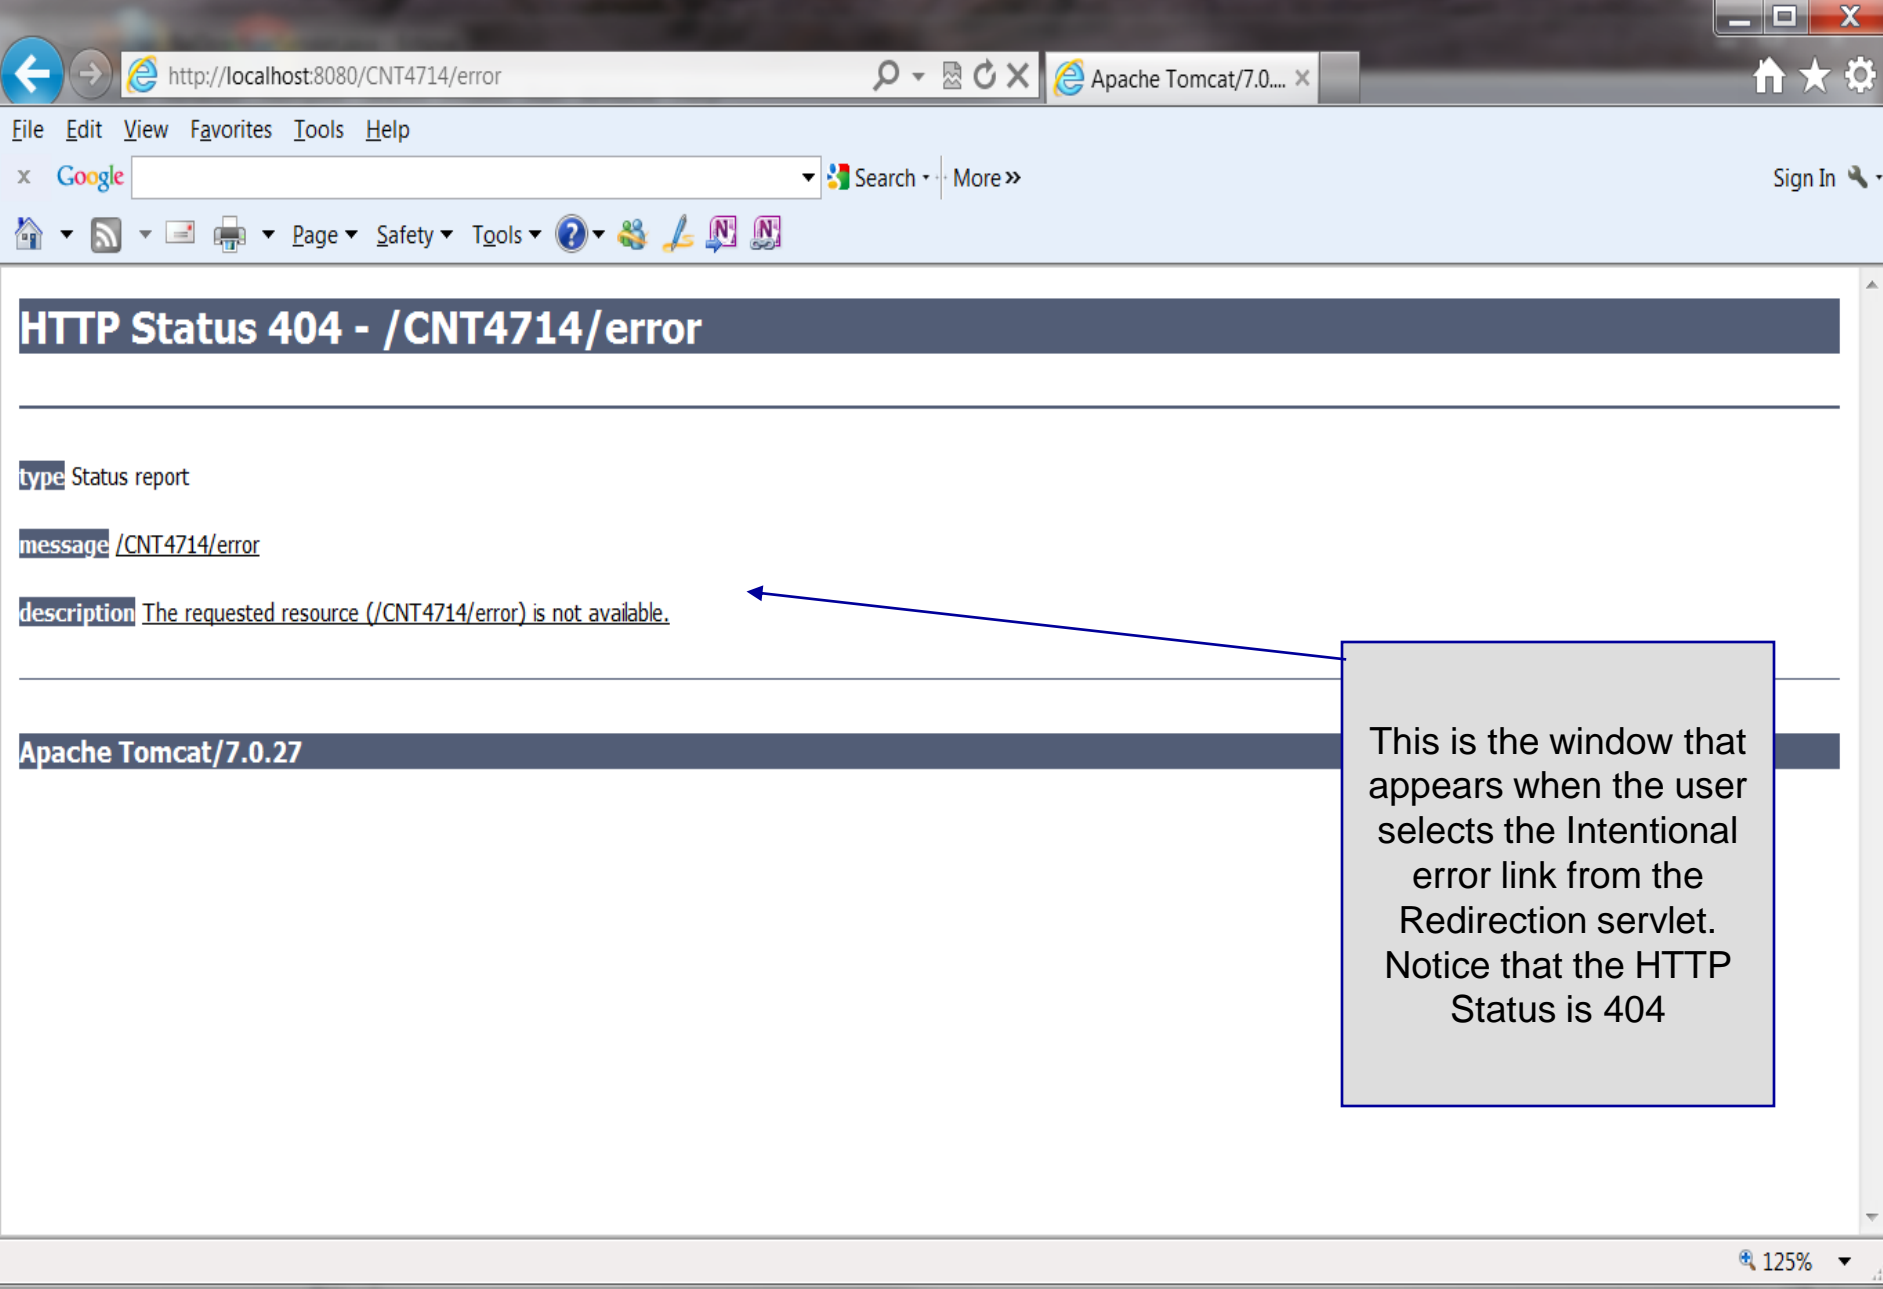 X
http://localhost:8080/CNT4714/error
Apache Tomcat/7.0.... ×
File Edit View Favorites Tools Help
x Google Search More »
Sign In
Page Safety Tools
HTTP Status 404 - /CNT4714/error
type Status report
message /CNT4714/error
description The requested resource (/CNT4714/error) is not available.
Apache Tomcat/7.0.27
This is the window that
appears when the user
selects the Intentional
error link from the
Redirection servlet.
Notice that the HTTP
Status is 404
125%